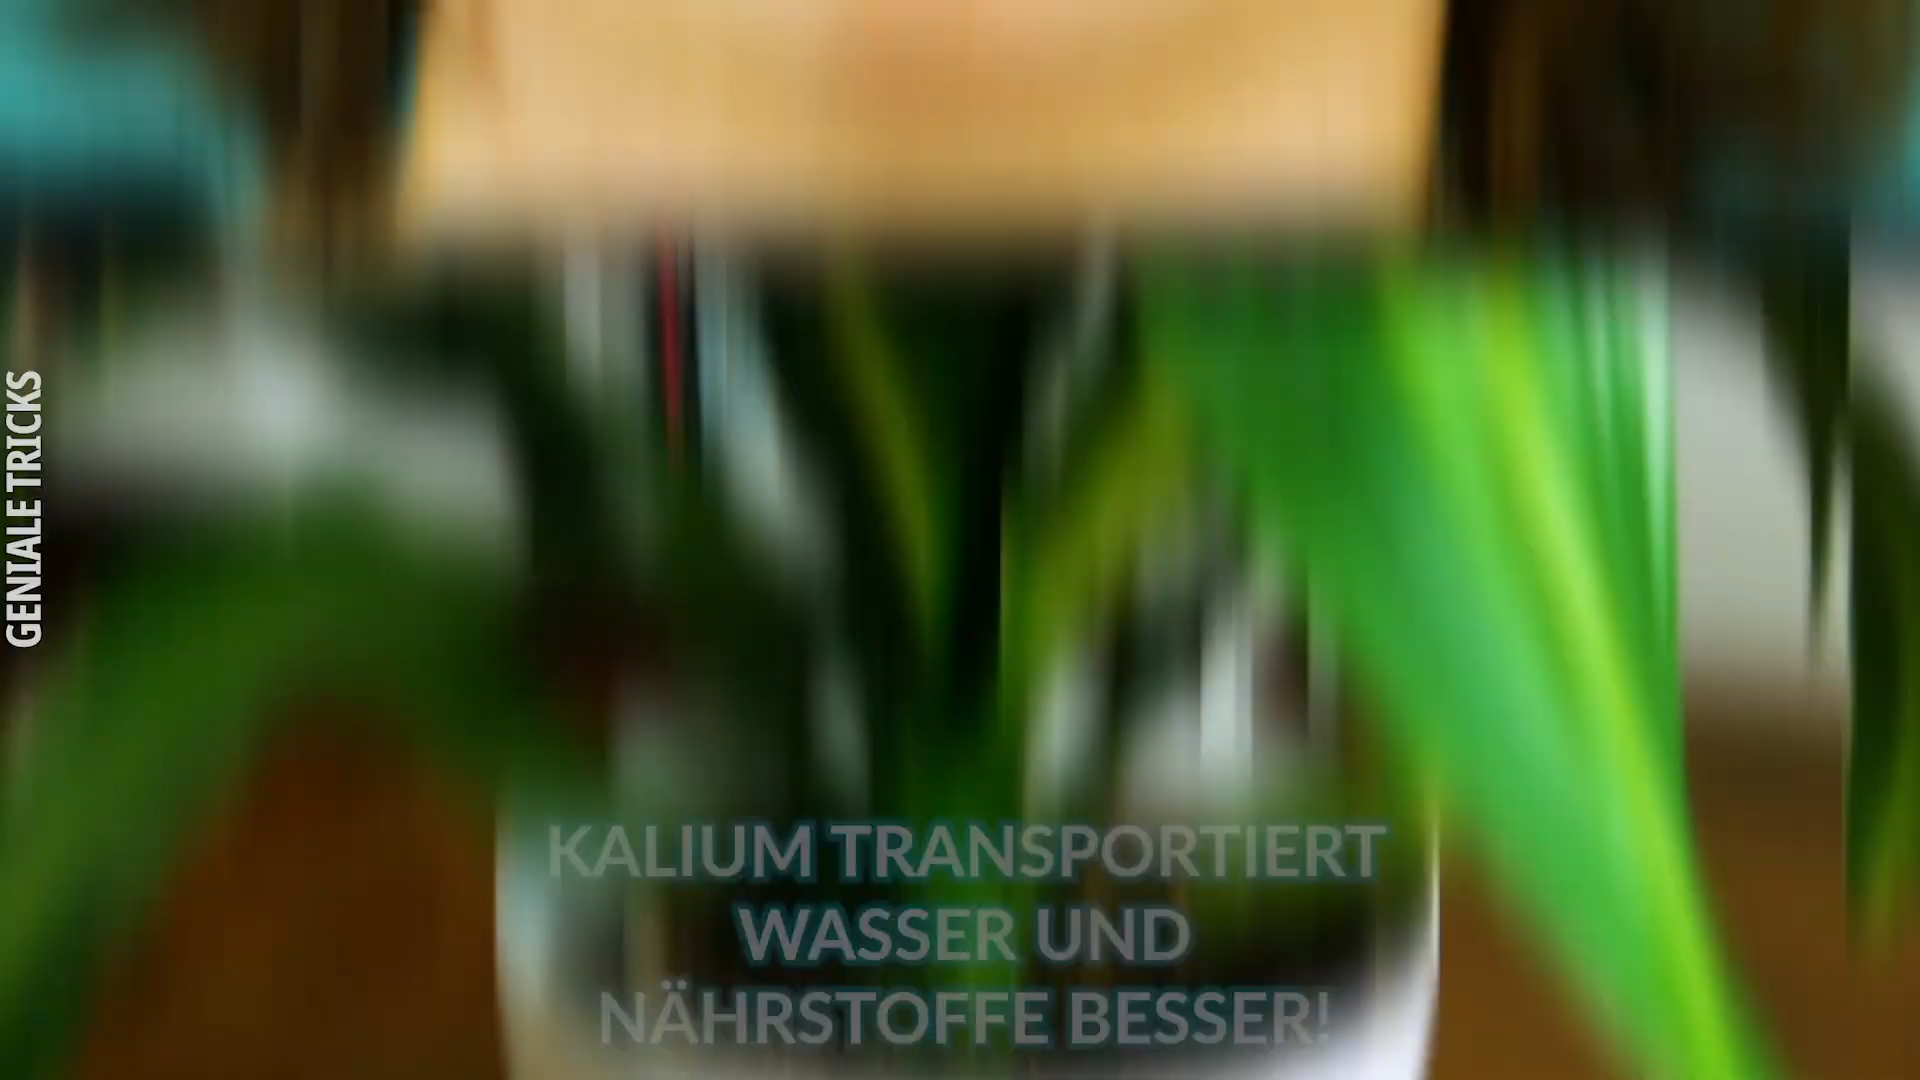 GENIALE TRICKS
KALIUM TRANSPORTIERT
WASSER UND
NÄHRSTOFFE BESSER!